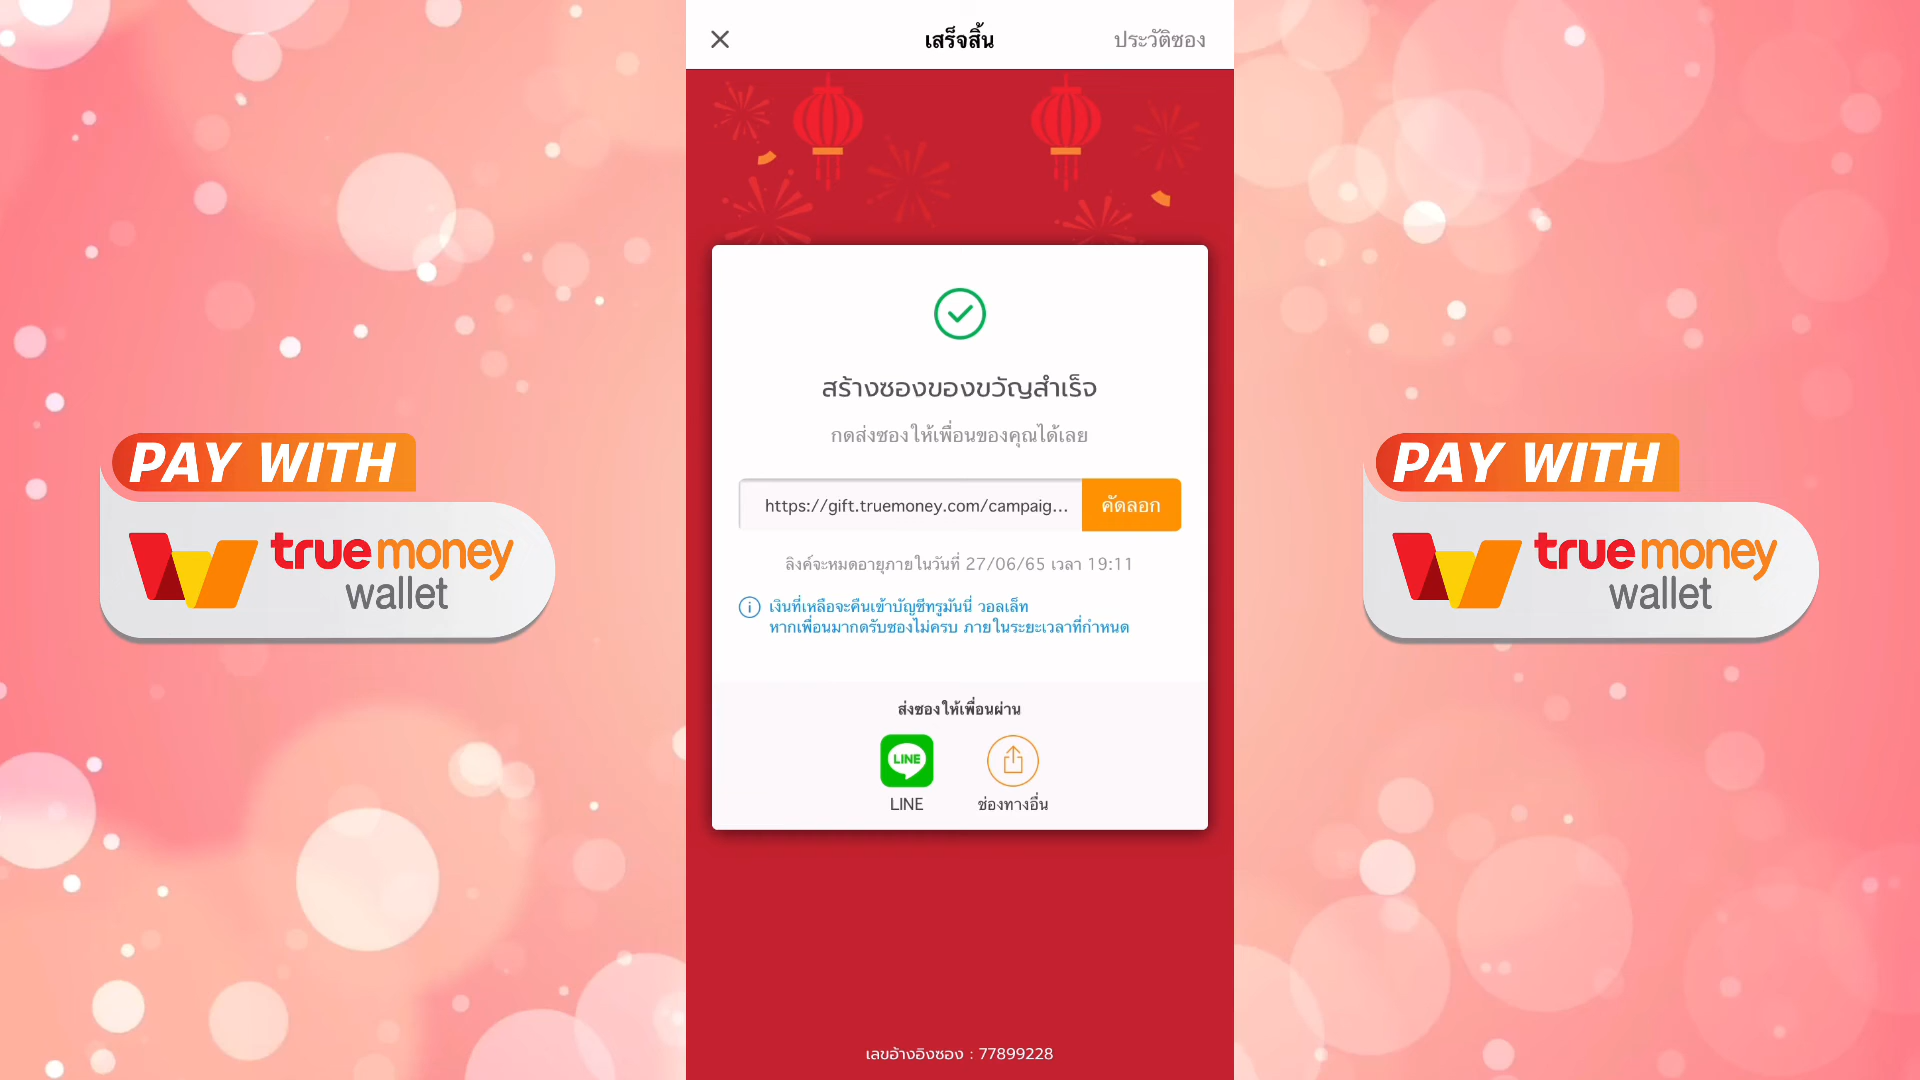 เสร็จสิ้น
ประวัติซอง
สร้างซองของขวัญสำเร็จ
กดส่งซองให้เพื่อนของคุณได้เลย
https://gift.truemoney.com/campaig...
คัดลอก
ลิงค์จะหมดอายุภายในวันที่ 27/06/65 เวลา 19:11
เงินที่เหลือจะคืนเข้าบัญชีทรูมันนี่ วอลเล็ท
หากเพื่อนมากดรับซองไม่ครบ ภายในระยะเวลาที่กำหนด
ส่งซองให้เพื่อนผ่าน
LINE
LINE
ช่องทางอื่น
เลขอ้างอิงซอง : 77899228
PAY WITH
truemoney
wallet
PAY WITH
truemoney
wallet